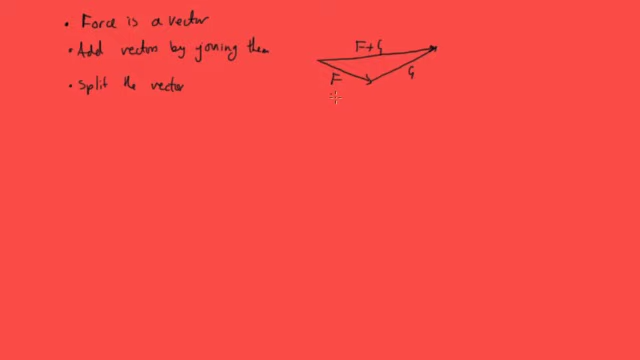 • Force is a vector
• Add vectors by joining them
• Split the vector
F+G
F
G